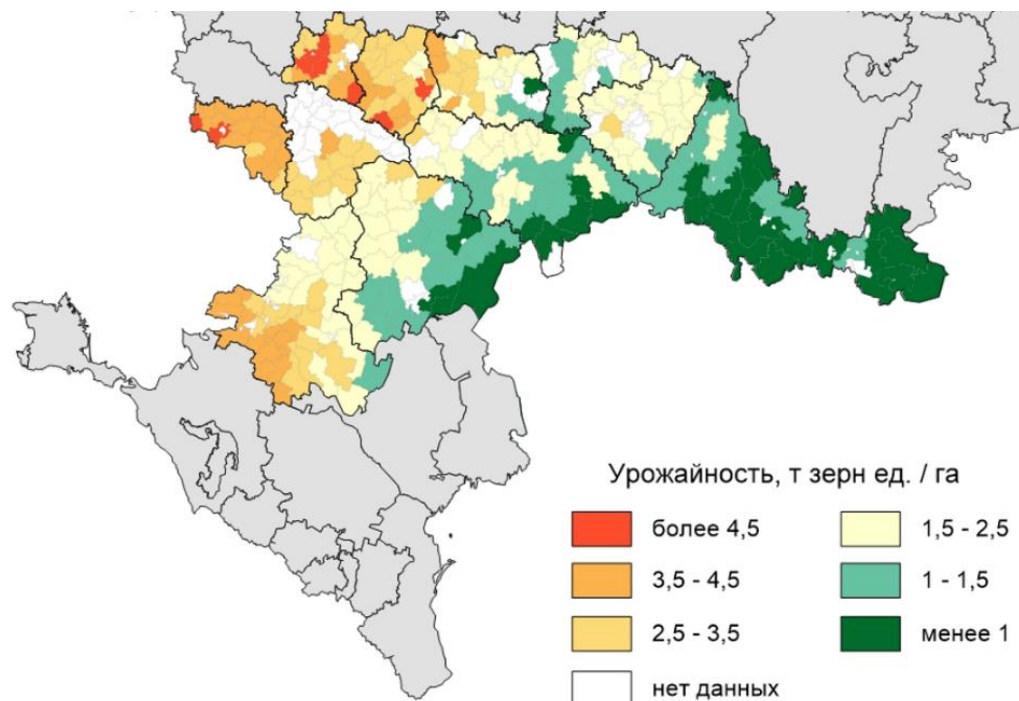 Урожайность, т зерн ед. / га
более 4,5
3,5 - 4,5
2,5 - 3,5
нет данных
1,5 - 2,5
1 - 1,5
менее 1